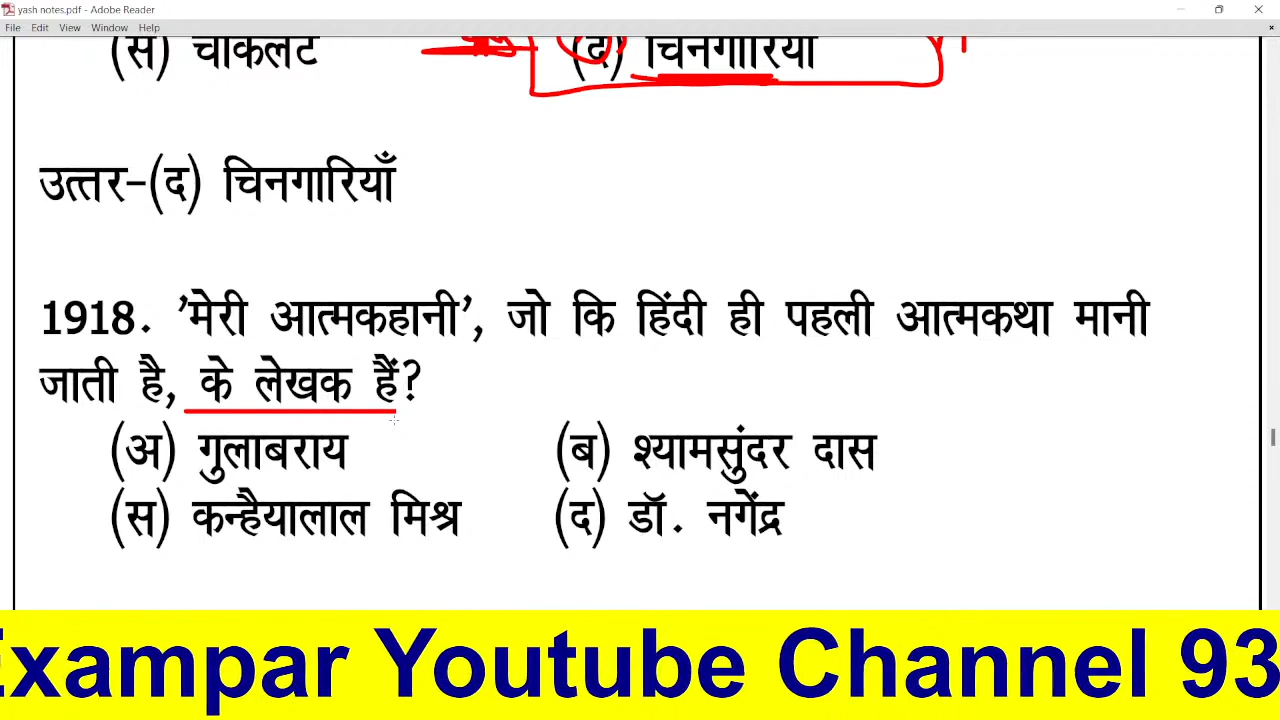 yash notes.pdf - Adobe Reader
File Edit View Window Help
(स) चॉकलेट (द) चिनगारियाँ
उत्तर-(द) चिनगारियाँ
1918. 'मेरी आत्मकहानी', जो कि हिंदी ही पहली आत्मकथा मानी
जाती है, के लेखक हैं?
(अ) गुलाबराय (ब) श्यामसुंदर दास
(स) कन्हैयालाल मिश्र (द) डॉ. नगेंद्र
Exampar Youtube Channel 93